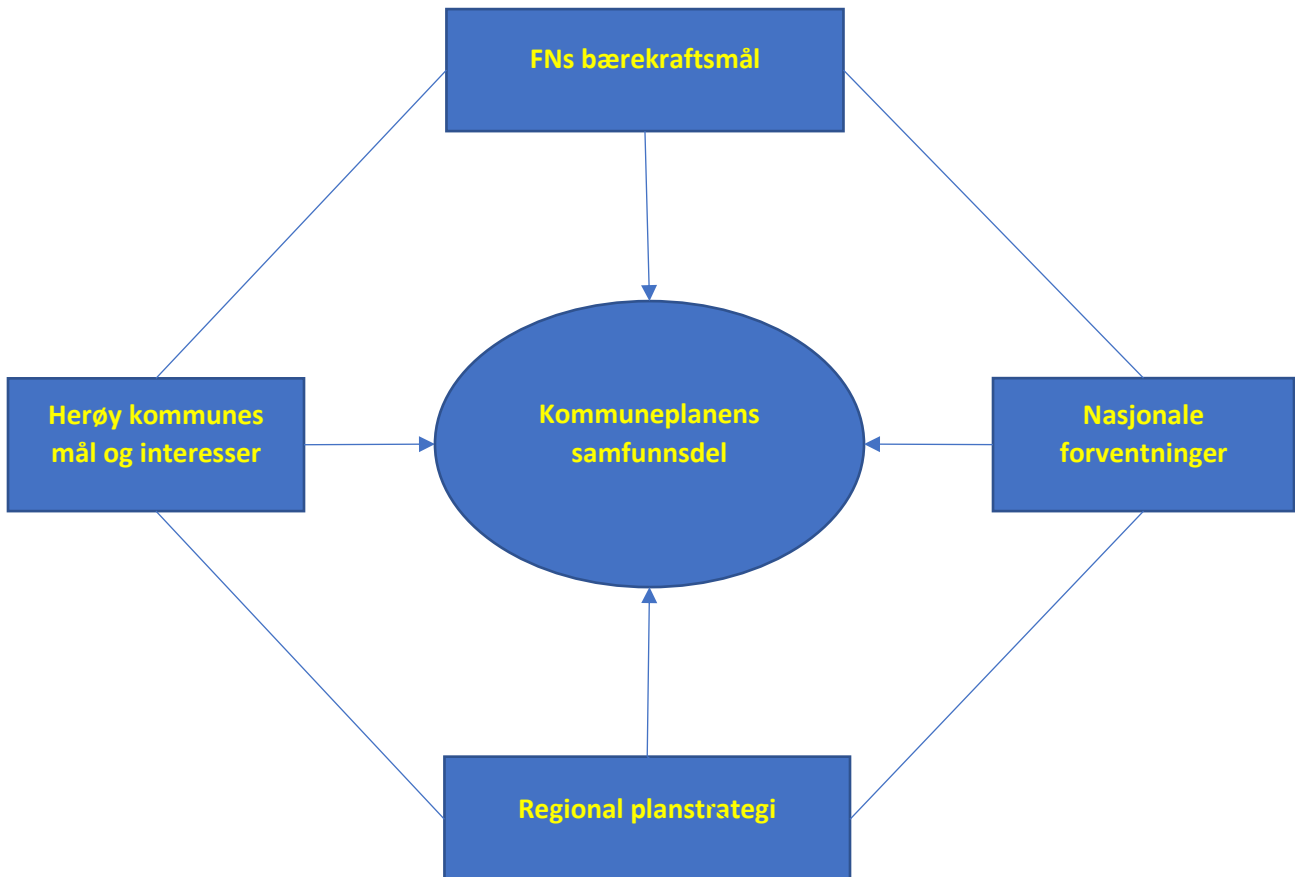 FNs bærekraftsmål
Herøy kommunes
mål og interesser
Kommuneplanens
samfunnsdel
Nasjonale
forventninger
Regional planstrategi